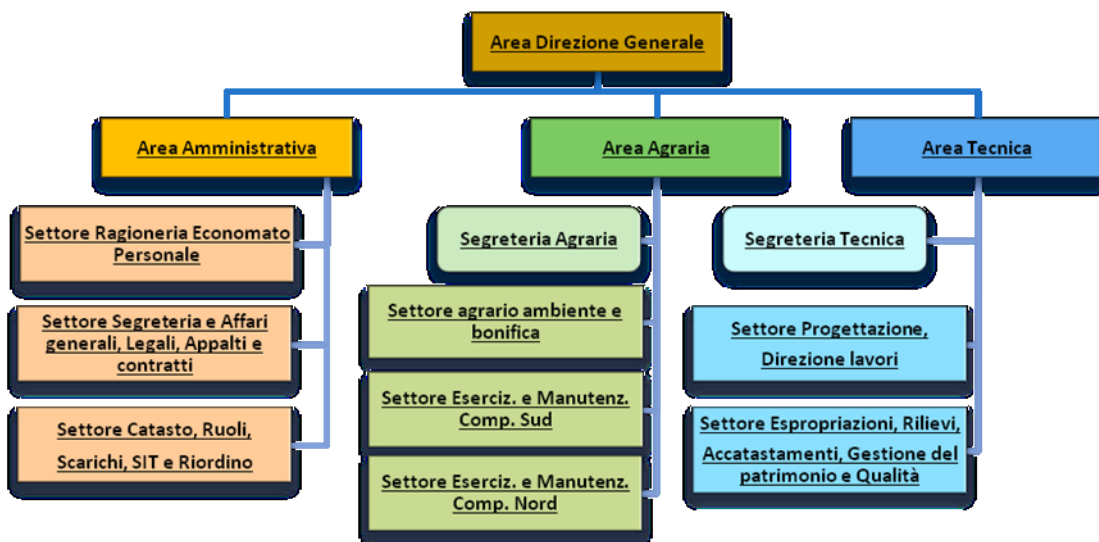 Area Direzione Generale
Area Amministrativa
Area Agraria
Area Tecnica
Settore Ragioneria Economato
Personale
Settore Segreteria e Affari
generali, Legali, Appalti e
contratti
Settore Catasto, Ruoli,
Scarichi, SIT e Riordino
Segreteria Agraria
Settore agrario ambiente e
bonifica
Settore Eserciz. e Manutenz.
Comp. Sud
Settore Eserciz. e Manutenz.
Comp. Nord
Segreteria Tecnica
Settore Progettazione,
Direzione lavori
Settore Espropriazioni, Rilievi,
Accatastamenti, Gestione del
patrimonio e Qualità